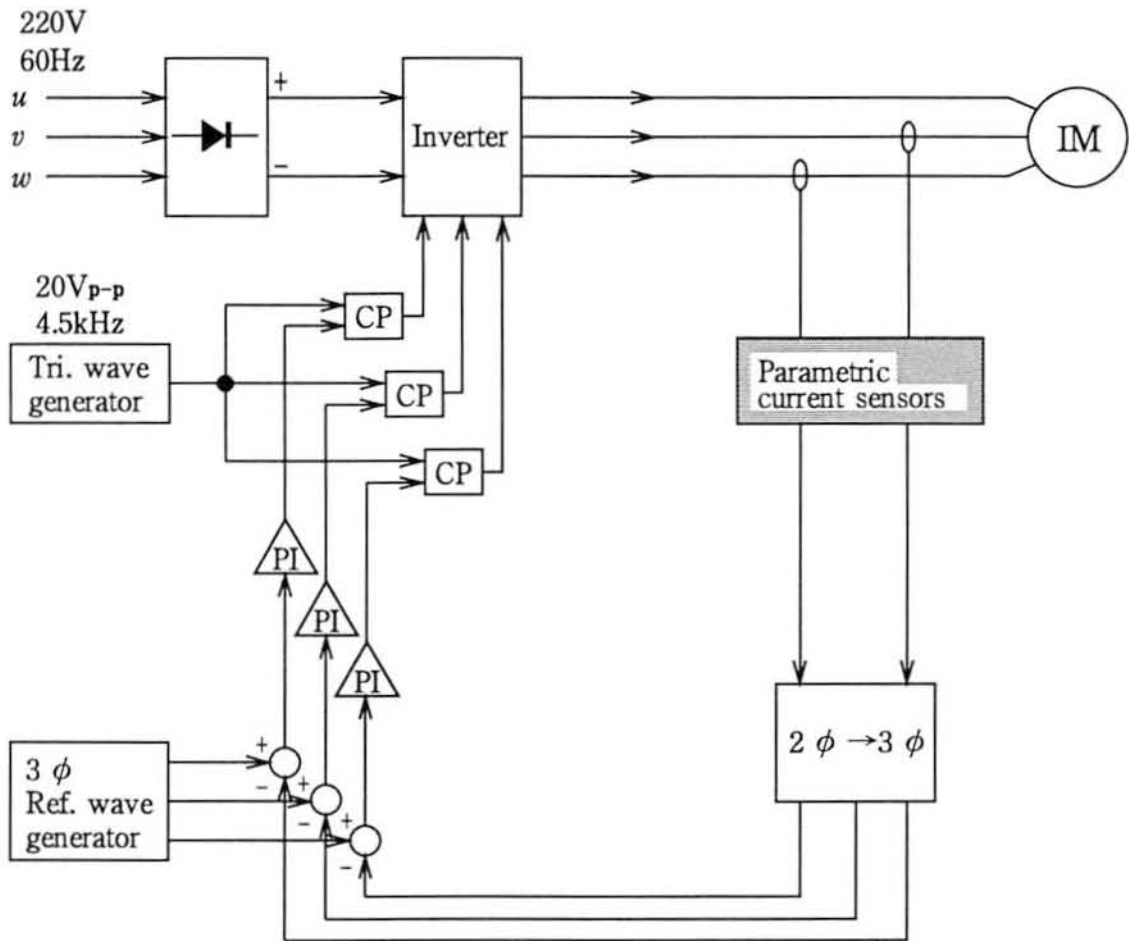 220V
60Hz
u
v
w
+
-
Inverter
IM
20Vp-p
4.5kHz
Tri. wave
generator
CP
CP
CP
Parametric
current sensors
PI
PI
PI
3 ϕ
Ref. wave
generator
+
-
+
-
+
-
2 ϕ →3 ϕ